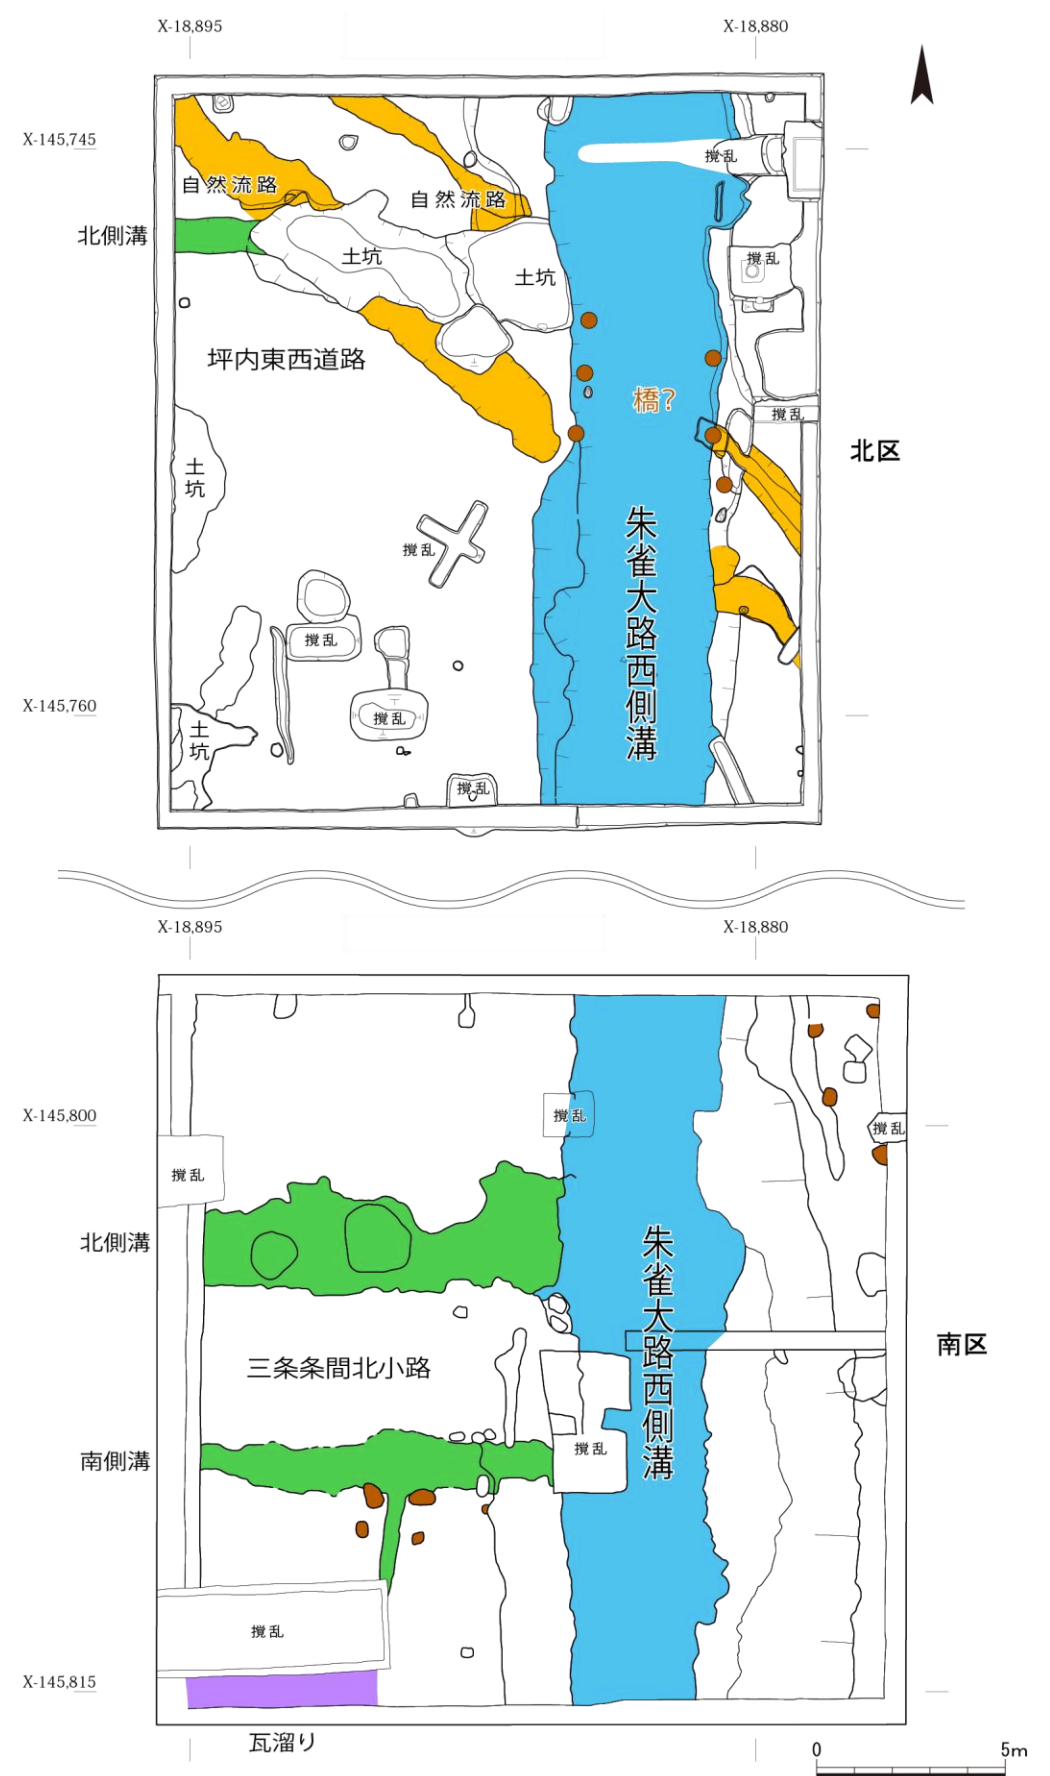 X-18,895
X-18,880
X-145,745
攪乱
自然流路
自然流路
北側溝
土坑
土坑
攪乱
坪内東西道路
橋?
攪乱
北区
土坑
朱雀大路西側溝
攪乱
攪乱
X-145,760
攪乱
土坑
攪乱
X-18,895
X-18,880
X-145,800
攪乱
攪乱
攪乱
北側溝
朱雀大路西側溝
南区
三条条間北小路
南側溝
攪乱
攪乱
X-145,815
瓦溜り
0
5m